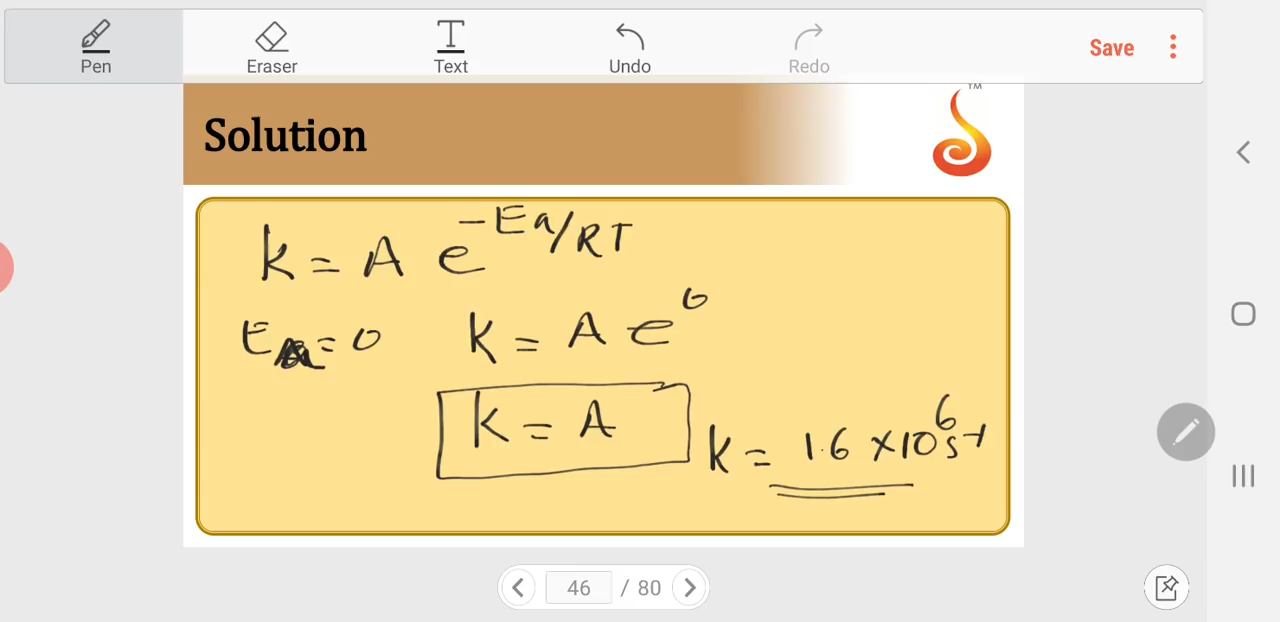 Pen Eraser Text Undo Redo Save
TM
Solution
k = A e^-Ea/RT
Ea = 0 k = A e^0
k = A
k = 1.6 × 10^6 s^-1
46 / 80